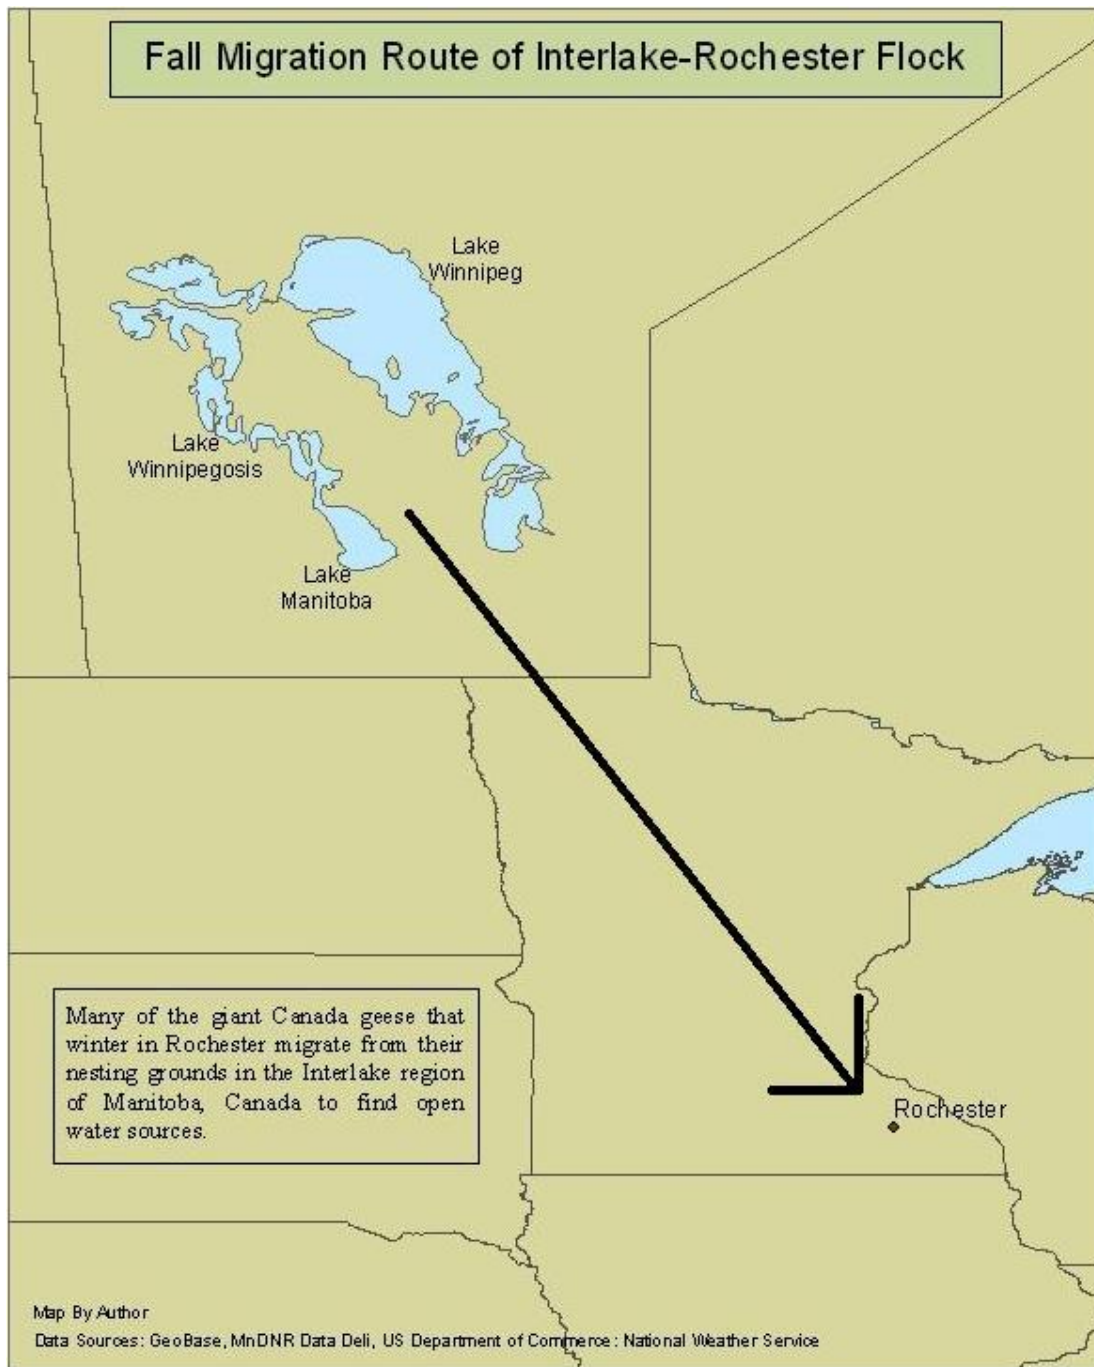 Fall Migration Route of Interlake-Rochester Flock
Lake
Winnipeg
Lake
Winnipegosis
Lake
Manitoba
Many of the giant Canada geese that
winter in Rochester migrate from their
nesting grounds in the Interlake region
of Manitoba, Canada to find open
water sources.
Rochester
Map By Author
Data Sources: GeoBase, MnDNR Data Deli, US Department of Commerce: National Weather Service